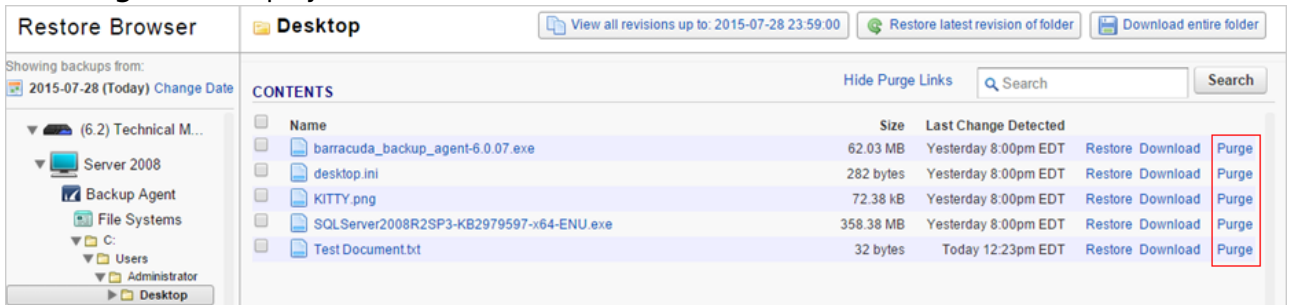 Restore Browser
Desktop
View all revisions up to: 2015-07-28 23:59:00
Restore latest revision of folder
Download entire folder
Showing backups from:
2015-07-28 (Today) Change Date
Hide Purge Links
Search
Search
CONTENTS
(6.2) Technical M...
Server 2008
Backup Agent
File Systems
C:
Users
Administrator
Desktop
Name Size Last Change Detected
barracuda_backup_agent-6.0.07.exe 62.03 MB Yesterday 8:00pm EDT Restore Download Purge
desktop.ini 282 bytes Yesterday 8:00pm EDT Restore Download Purge
KITTY.png 72.38 kB Yesterday 8:00pm EDT Restore Download Purge
SQLServer2008R2SP3-KB2979597-x64-ENU.exe 358.38 MB Yesterday 8:00pm EDT Restore Download Purge
Test Document.txt 32 bytes Today 12:23pm EDT Restore Download Purge